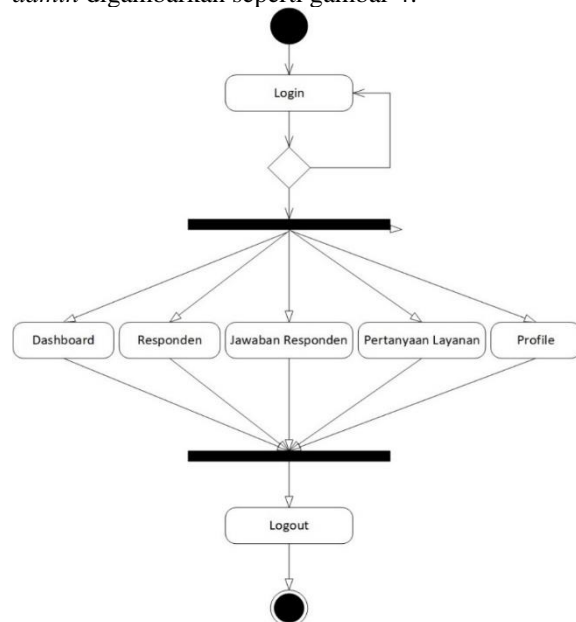 admin digambarkan seperti gambar 4.
Login
Dashboard
Responden
Jawaban Responden
Pertanyaan Layanan
Profile
Logout